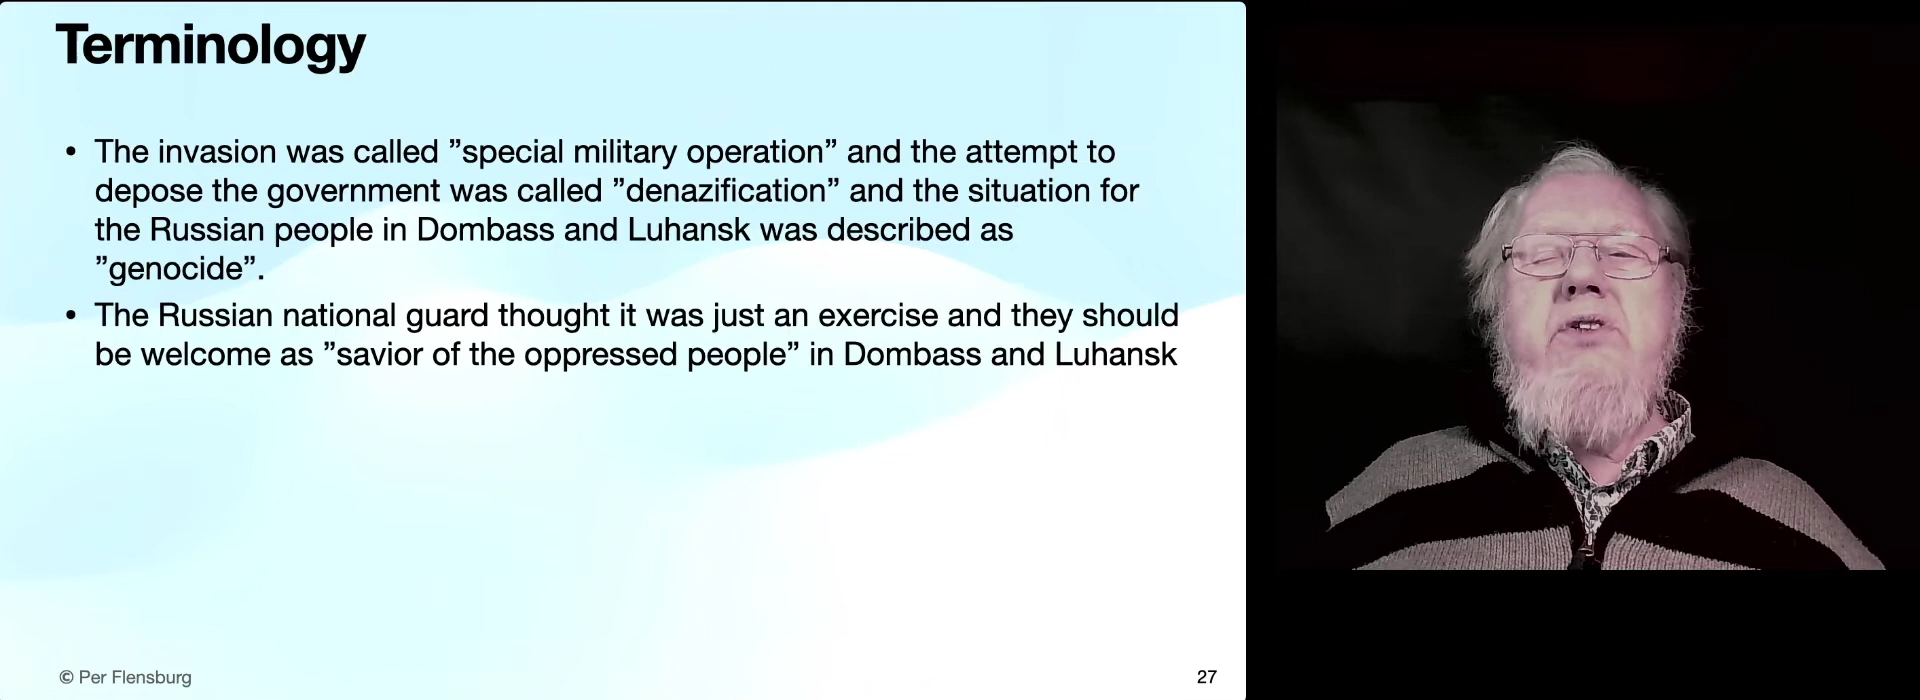 Terminology
• The invasion was called ”special military operation” and the attempt to
depose the government was called ”denazification” and the situation for
the Russian people in Dombass and Luhansk was described as
”genocide”.
• The Russian national guard thought it was just an exercise and they should
be welcome as ”savior of the oppressed people” in Dombass and Luhansk
© Per Flensburg
27